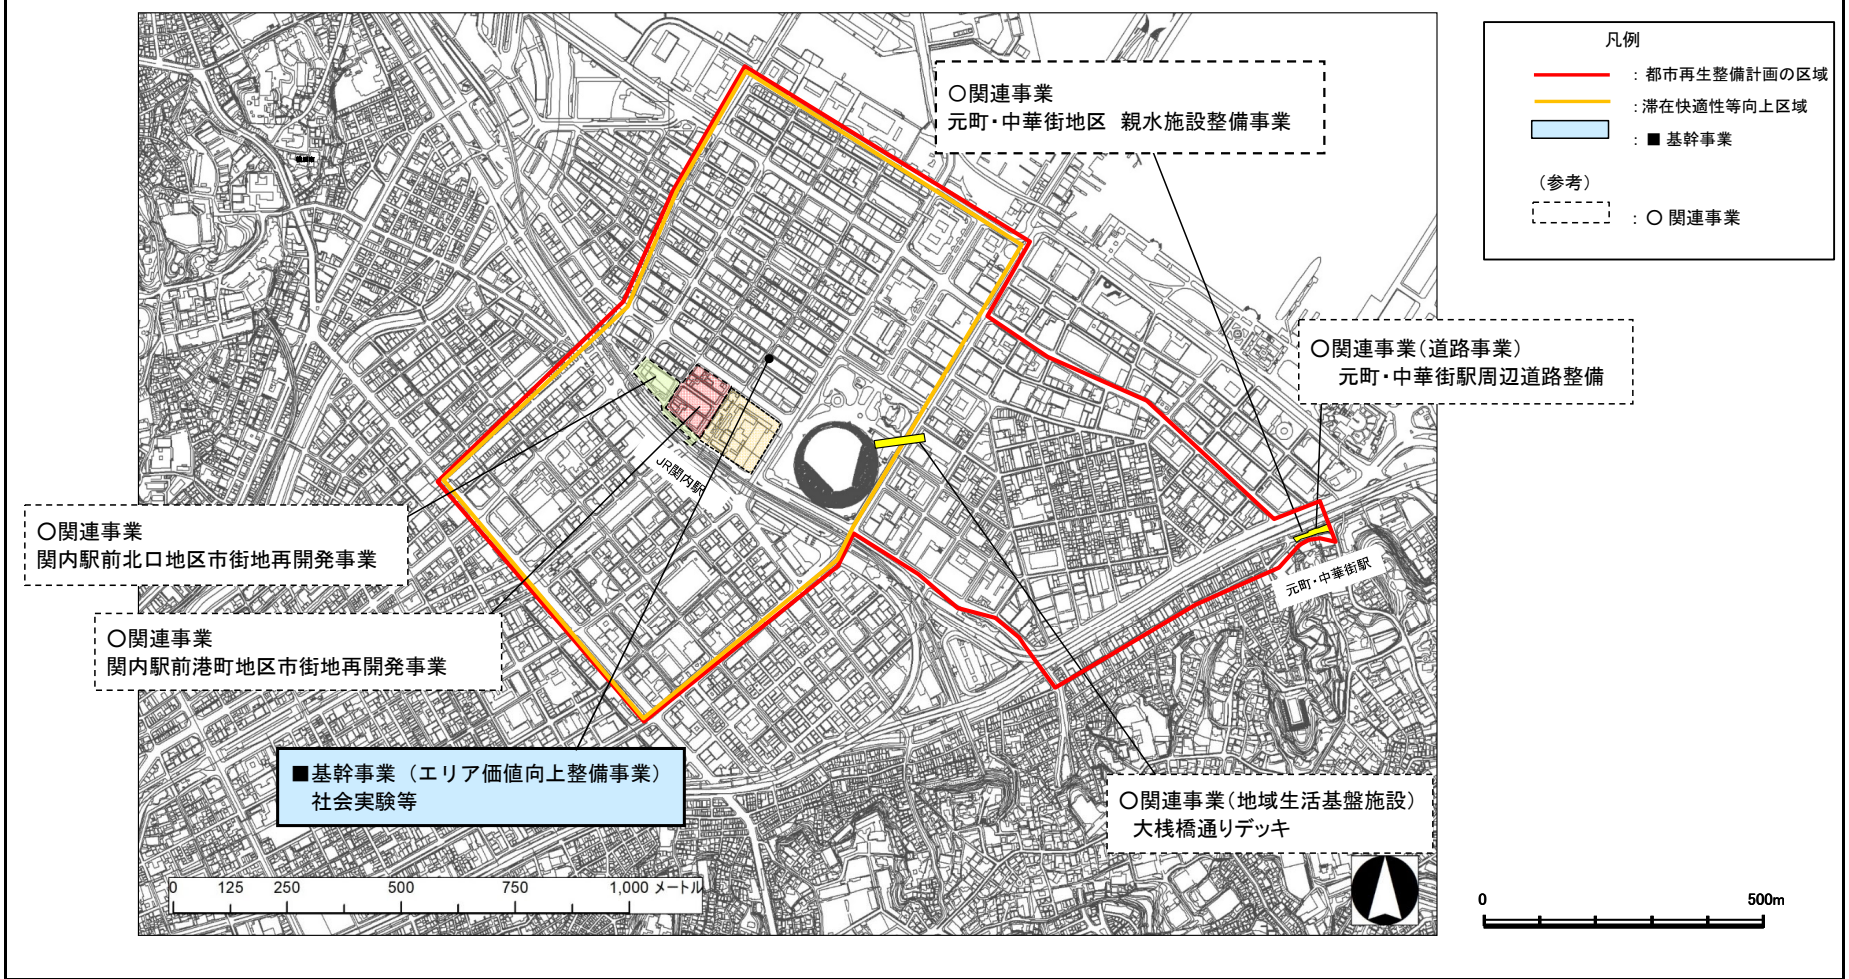 凡例
：都市再生整備計画の区域
：滞在快適性等向上区域
：■ 基幹事業
（参考）
：○ 関連事業
○関連事業
元町・中華街地区　親水施設整備事業
○関連事業（道路事業）
元町・中華街駅周辺道路整備
JR関内駅
○関連事業
関内駅前北口地区市街地再開発事業
元町・中華街駅
○関連事業
関内駅前港町地区市街地再開発事業
■基幹事業（エリア価値向上整備事業）
社会実験等
○関連事業（地域生活基盤施設）
大桟橋通りデッキ
0 125 250 500 750 1,000 メートル
0 500m